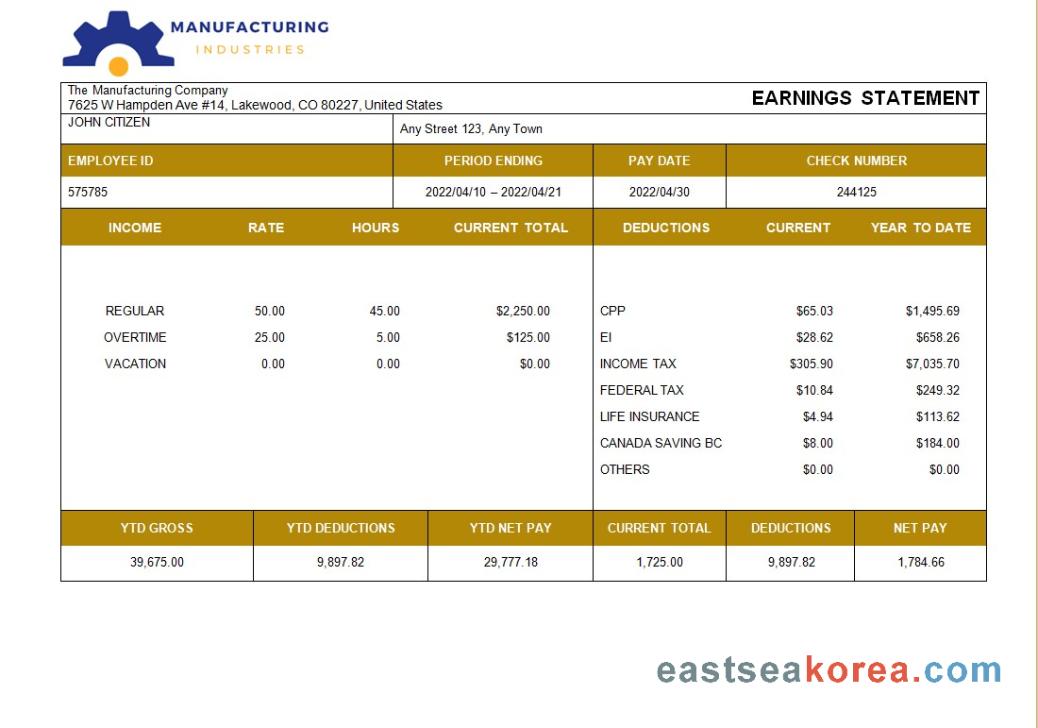 MANUFACTURING
INDUSTRIES
The Manufacturing Company
7625 W Hampden Ave #14, Lakewood, CO 80227, United States
EARNINGS STATEMENT
JOHN CITIZEN
Any Street 123, Any Town
EMPLOYEE ID PERIOD ENDING PAY DATE CHECK NUMBER
575785 2022/04/10 – 2022/04/21 2022/04/30 244125
INCOME RATE HOURS CURRENT TOTAL DEDUCTIONS CURRENT YEAR TO DATE
REGULAR 50.00 45.00 $2,250.00 CPP $65.03 $1,495.69
OVERTIME 25.00 5.00 $125.00 EI $28.62 $658.26
VACATION 0.00 0.00 $0.00 INCOME TAX $305.90 $7,035.70
FEDERAL TAX $10.84 $249.32
LIFE INSURANCE $4.94 $113.62
CANADA SAVING BC $8.00 $184.00
OTHERS $0.00 $0.00
YTD GROSS YTD DEDUCTIONS YTD NET PAY CURRENT TOTAL DEDUCTIONS NET PAY
39,675.00 9,897.82 29,777.18 1,725.00 9,897.82 1,784.66
eastseakorea.com